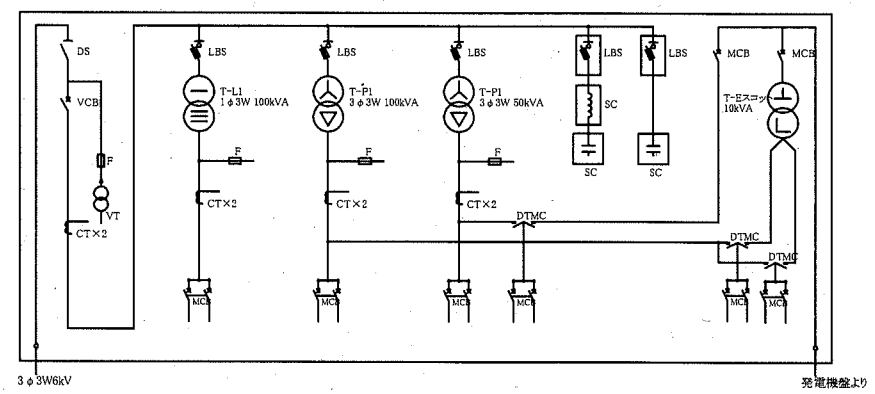 DS
LBS
LBS
LBS
LBS
LBS
MCB
MCB
VCB
T-L1
1φ3W 100kVA
T-P1
3φ3W 100kVA
T-P1
3φ3W 50kVA
SC
T-Eスコット
10kVA
F
F
F
F
SC
SC
VT
CT×2
CT×2
CT×2
CT×2
DTMC
DTMC
DTMC
MCB
MCB
MCB
MCB
MCB
MCB
3φ3W6kV
発電機盤より